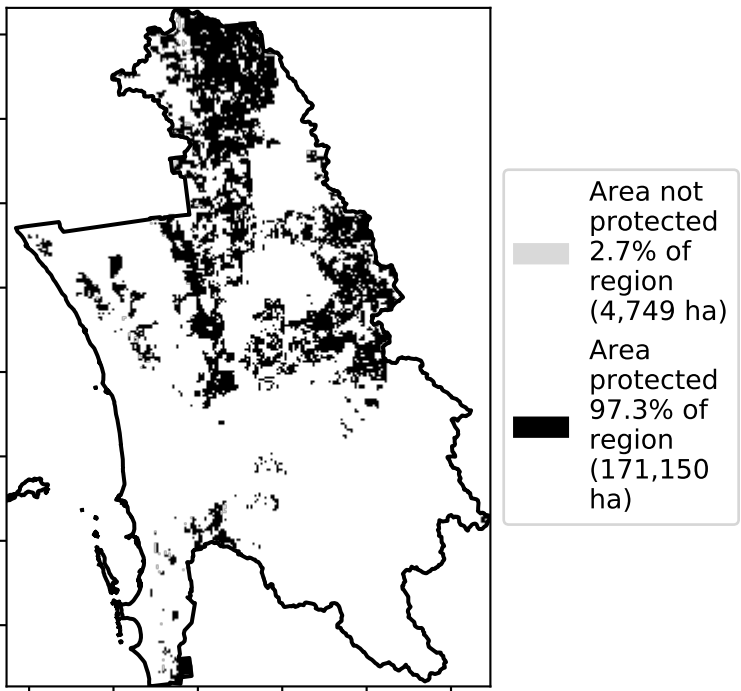 Area not
protected
2.7% of
region
(4,749 ha)
Area
protected
97.3% of
region
(171,150
ha)